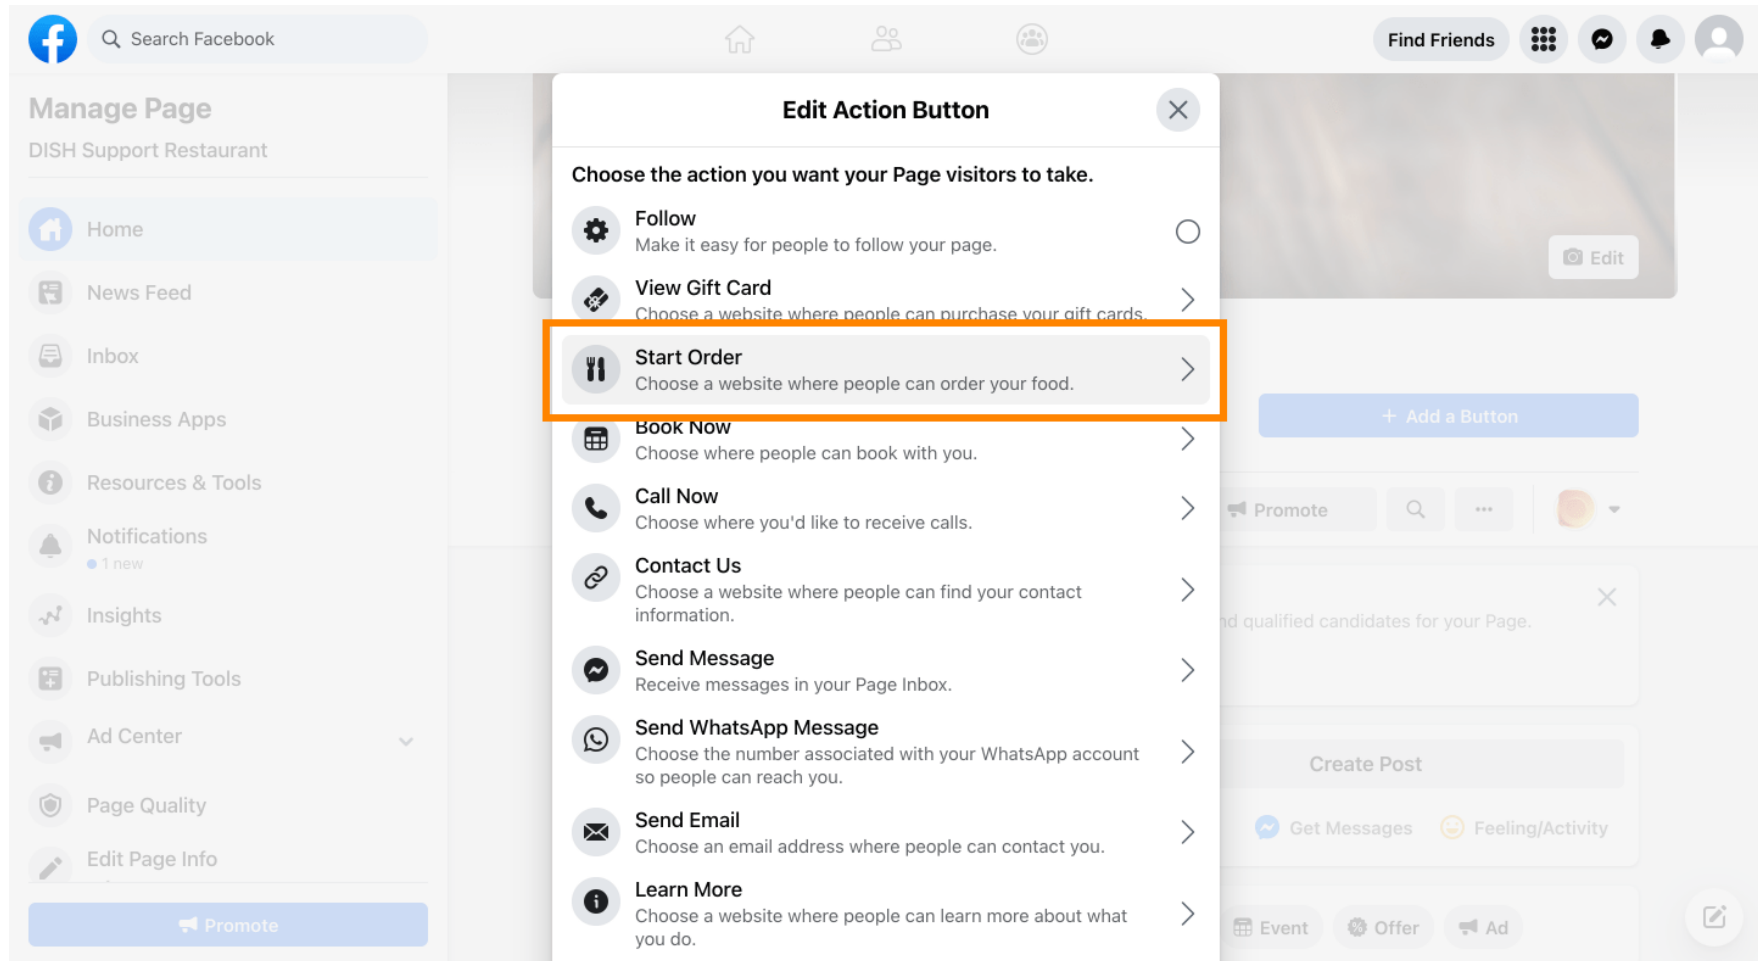 Search Facebook
Find Friends
Manage Page
DISH Support Restaurant
Home
News Feed
Inbox
Business Apps
Resources & Tools
Notifications
1 new
Insights
Publishing Tools
Ad Center
Page Quality
Edit Page Info
Promote
Edit Action Button
Choose the action you want your Page visitors to take.
Follow
Make it easy for people to follow your page.
View Gift Card
Choose a website where people can purchase your gift cards.
Start Order
Choose a website where people can order your food.
Book Now
Choose where people can book with you.
Call Now
Choose where you'd like to receive calls.
Contact Us
Choose a website where people can find your contact
information.
Send Message
Receive messages in your Page Inbox.
Send WhatsApp Message
Choose the number associated with your WhatsApp account
so people can reach you.
Send Email
Choose an email address where people can contact you.
Learn More
Choose a website where people can learn more about what
you do.
Edit
+ Add a Button
Promote
qualified candidates for your Page.
Create Post
Get Messages
Feeling/Activity
Event
Offer
Ad